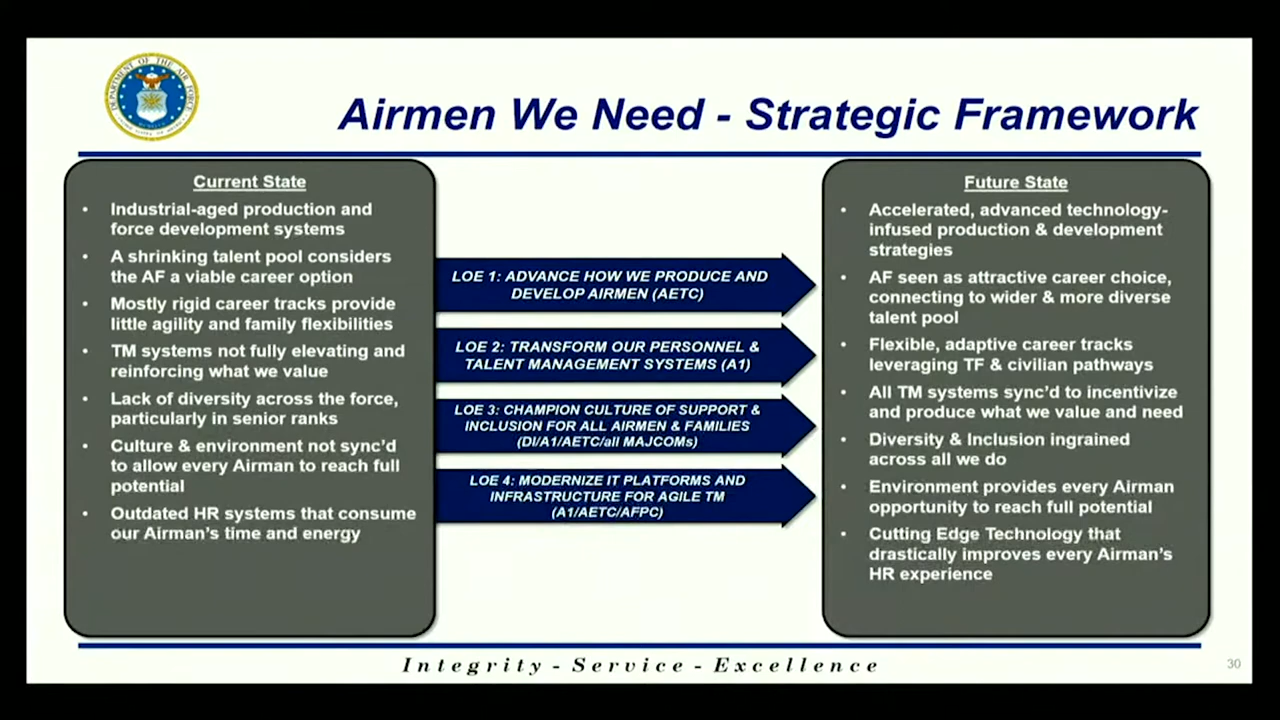 Airmen We Need - Strategic Framework
Current State
• Industrial-aged production and
force development systems
• A shrinking talent pool considers
the AF a viable career option
• Mostly rigid career tracks provide
little agility and family flexibilities
• TM systems not fully elevating and
reinforcing what we value
• Lack of diversity across the force,
particularly in senior ranks
• Culture & environment not sync'd
to allow every Airman to reach full
potential
• Outdated HR systems that consume
our Airman's time and energy
LOE 1: ADVANCE HOW WE PRODUCE AND
DEVELOP AIRMEN (AETC)
LOE 2: TRANSFORM OUR PERSONNEL &
TALENT MANAGEMENT SYSTEMS (A1)
LOE 3: CHAMPION CULTURE OF SUPPORT &
INCLUSION FOR ALL AIRMEN & FAMILIES
(DI/A1/AETC/all MAJCOMs)
LOE 4: MODERNIZE IT PLATFORMS AND
INFRASTRUCTURE FOR AGILE TM
(A1/AETC/AFPC)
Future State
• Accelerated, advanced technology-
infused production & development
strategies
• AF seen as attractive career choice,
connecting to wider & more diverse
talent pool
• Flexible, adaptive career tracks
leveraging TF & civilian pathways
• All TM systems sync'd to incentivize
and produce what we value and need
• Diversity & Inclusion ingrained
across all we do
• Environment provides every Airman
opportunity to reach full potential
• Cutting Edge Technology that
drastically improves every Airman's
HR experience
Integrity - Service - Excellence
30
DEPARTMENT OF THE AIR FORCE